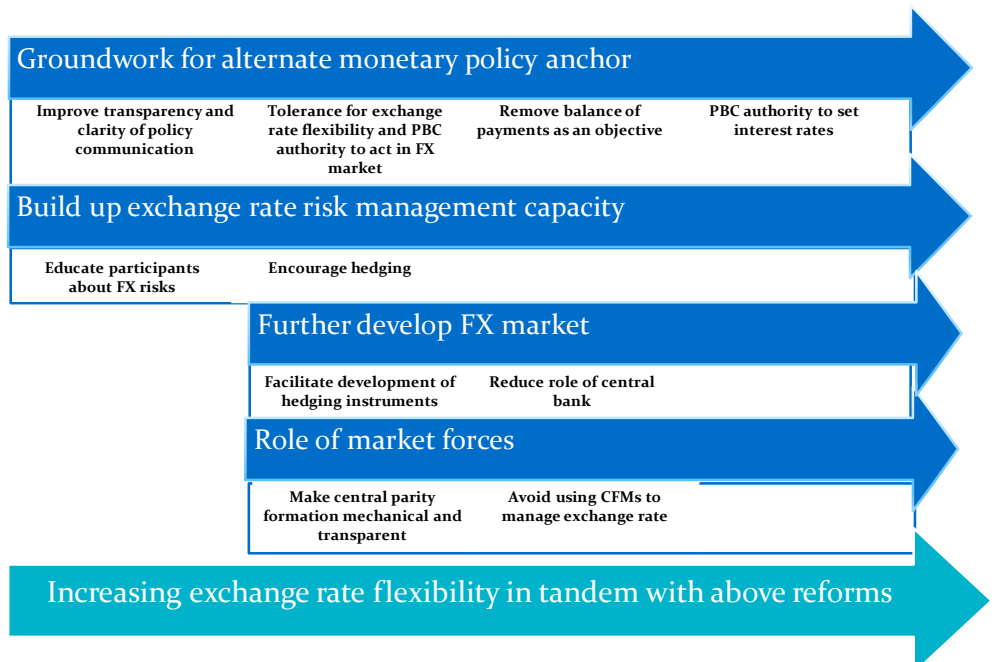 Groundwork for alternate monetary policy anchor
Improve transparency and
clarity of policy
communication
Tolerance for exchange
rate flexibility and PBC
authority to act in FX
market
Remove balance of
payments as an objective
PBC authority to set
interest rates
Build up exchange rate risk management capacity
Educate participants
about FX risks
Encourage hedging
Further develop FX market
Facilitate development of
hedging instruments
Reduce role of central
bank
Role of market forces
Make central parity
formation mechanical and
transparent
Avoid using CFMs to
manage exchange rate
Increasing exchange rate flexibility in tandem with above reforms